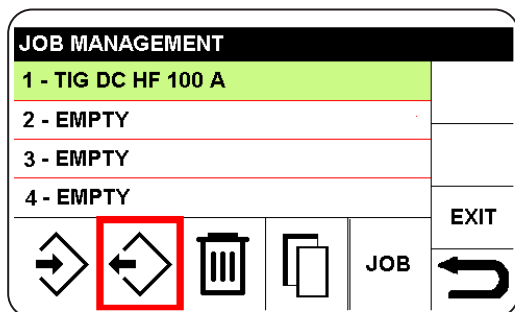 JOB MANAGEMENT
1 - TIG DC HF 100 A
2 - EMPTY
3 - EMPTY
4 - EMPTY
EXIT
JOB